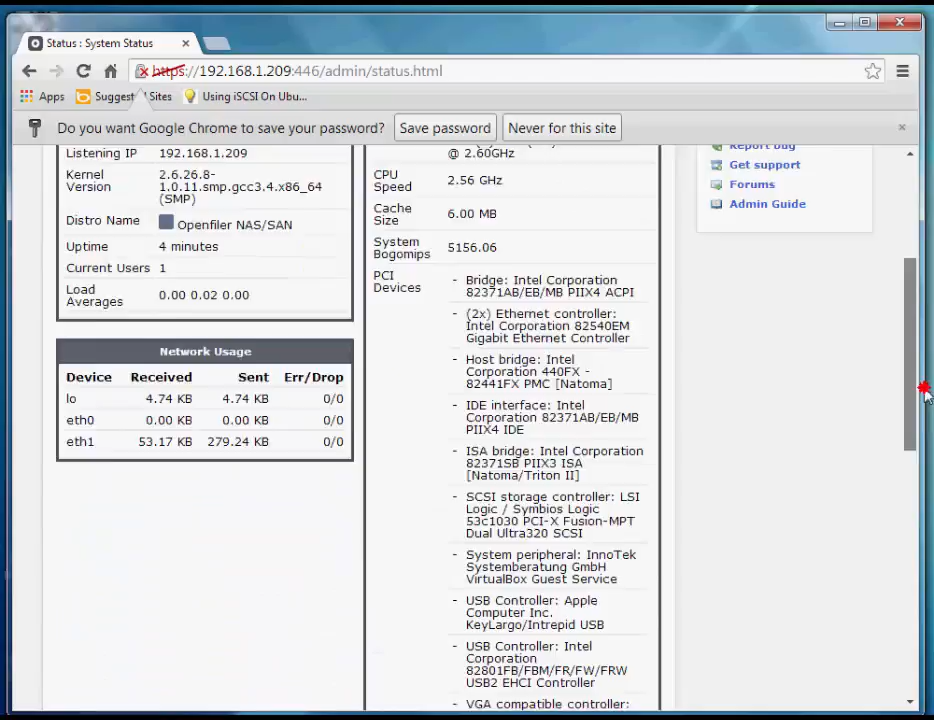 Status : System Status
https://192.168.1.209:446/admin/status.html
Apps Suggest Sites Using iSCSI On Ubu...
Do you want Google Chrome to save your password? Save password Never for this site
Listening IP 192.168.1.209
Kernel Version 2.6.26.8-
1.0.11.smp.gcc3.4.x86_64
(SMP)
Distro Name Openfiler NAS/SAN
Uptime 4 minutes
Current Users 1
Load
Averages 0.00 0.02 0.00
Network Usage
Device Received Sent Err/Drop
lo 4.74 KB 4.74 KB 0/0
eth0 0.00 KB 0.00 KB 0/0
eth1 53.17 KB 279.24 KB 0/0
@ 2.60GHz
CPU
Speed 2.56 GHz
Cache
Size 6.00 MB
System
Bogomips 5156.06
PCI
Devices
- Bridge: Intel Corporation
82371AB/EB/MB PIIX4 ACPI
- (2x) Ethernet controller:
Intel Corporation 82540EM
Gigabit Ethernet Controller
- Host bridge: Intel
Corporation 440FX -
82441FX PMC [Natoma]
- IDE interface: Intel
Corporation 82371AB/EB/MB
PIIX4 IDE
- ISA bridge: Intel Corporation
82371SB PIIX3 ISA
[Natoma/Triton II]
- SCSI storage controller: LSI
Logic / Symbios Logic
53c1030 PCI-X Fusion-MPT
Dual Ultra320 SCSI
- System peripheral: InnoTek
Systemberatung GmbH
VirtualBox Guest Service
- USB Controller: Apple
Computer Inc.
KeyLargo/Intrepid USB
- USB Controller: Intel
Corporation
82801FB/FBM/FR/FW/FRW
USB2 EHCI Controller
- VGA compatible controller:
Report bug
Get support
Forums
Admin Guide